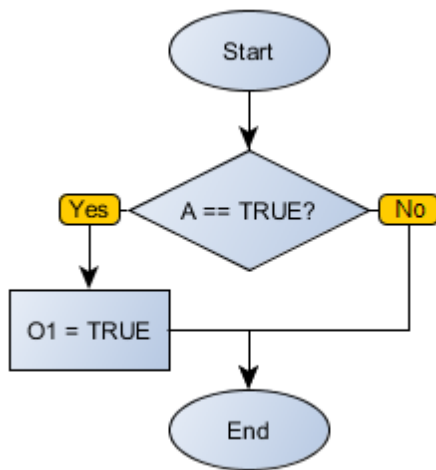 Start
A == TRUE?
Yes
No
O1 = TRUE
End